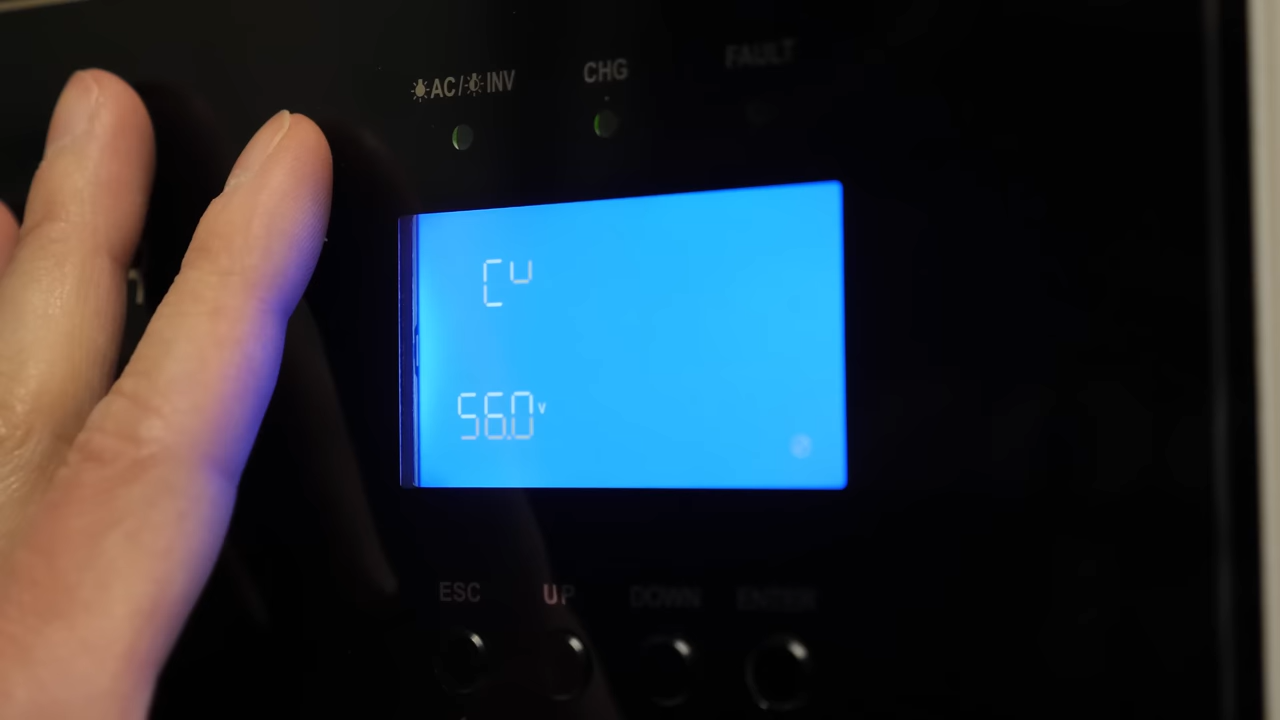 AC/ INV
CHG
FAULT
n
CU
56.0V
ESC
UP
DOWN
ENTER